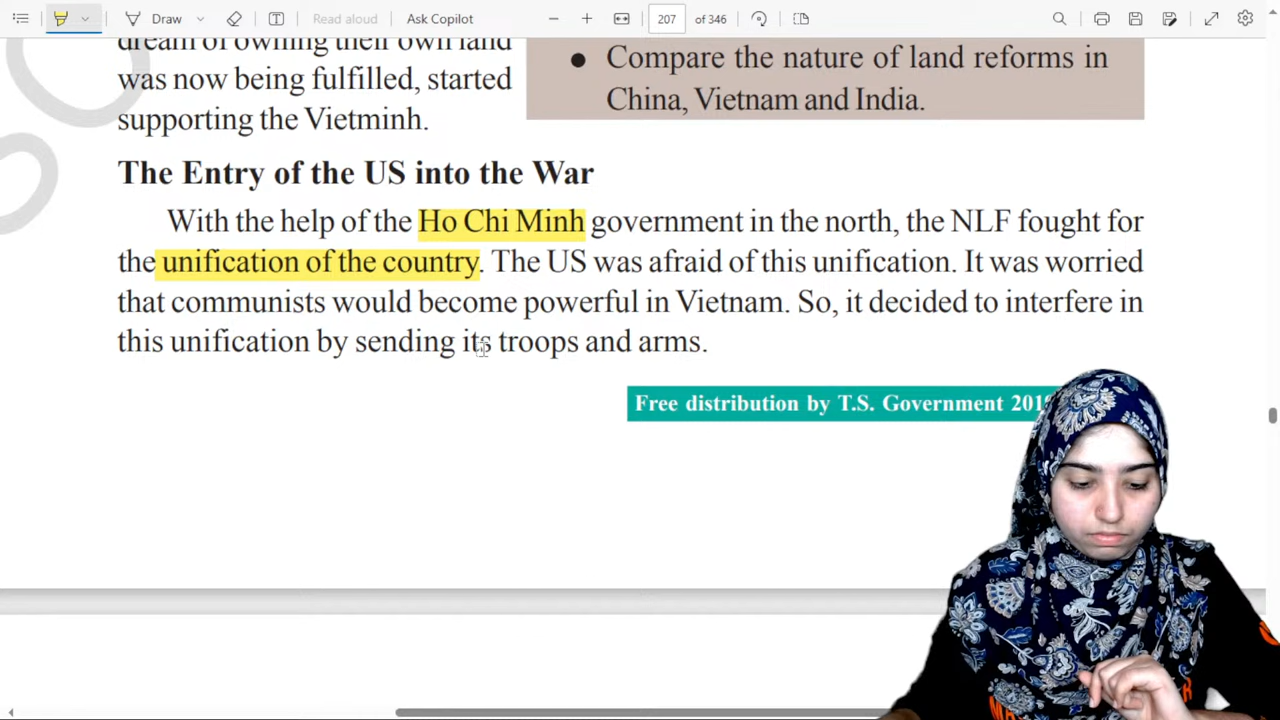 Draw
Read aloud
Ask Copilot
207 of 346
dream of owning their own land
was now being fulfilled, started
supporting the Vietminh.
● Compare the nature of land reforms in
China, Vietnam and India.
The Entry of the US into the War
With the help of the Ho Chi Minh government in the north, the NLF fought for
the unification of the country. The US was afraid of this unification. It was worried
that communists would become powerful in Vietnam. So, it decided to interfere in
this unification by sending its troops and arms.
Free distribution by T.S. Government